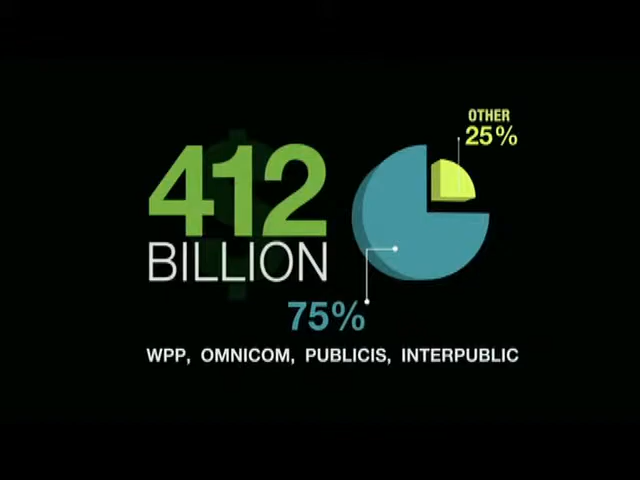 OTHER
25%
412
BILLION
75%
WPP, OMNICOM, PUBLICIS, INTERPUBLIC